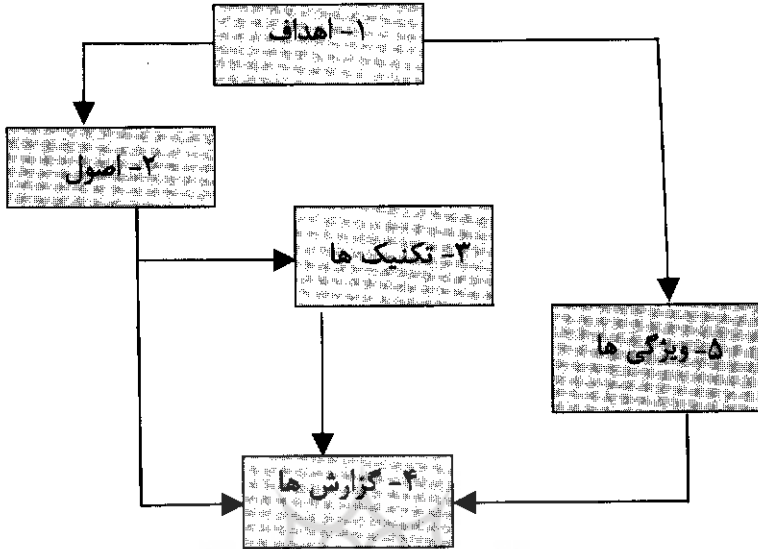 ۱- اهداف
۲- اصول
۳- تکنیک ها
۵- ویژگی ها
۴- گزارش ها